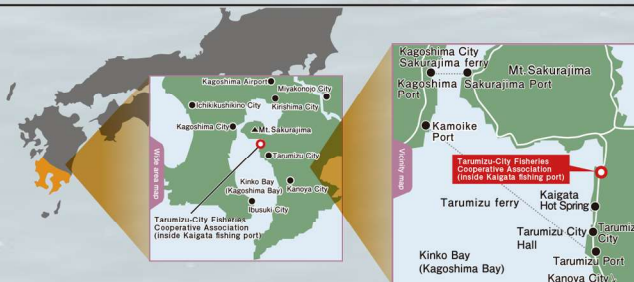 Kagoshima Airport
Miyakonojo City
Ichikikushikino City
Kirishima City
Kagoshima City
Mt.Sakurajima
Tarumizu City
Wide area map
Kinko Bay
(Kagoshima Bay)
Kanoya City
Ibusuki City
Tarumizu-City Fisheries
Cooperative Association
(inside Kaigata fishing port)
Kagoshima City
Sakurajima ferry
Mt.Sakurajima
Kagoshima
Port
Sakurajima Port
Kamoike
Port
Vicinity map
Tarumizu-City Fisheries
Cooperative Association
(inside Kaigata fishing port)
Tarumizu ferry
Kaigata
Hot Spring
Tarumizu City
Hall
Tarumiz
City
Tarumizu Port
Kinko Bay
(Kagoshima Bay)
Kanoya City